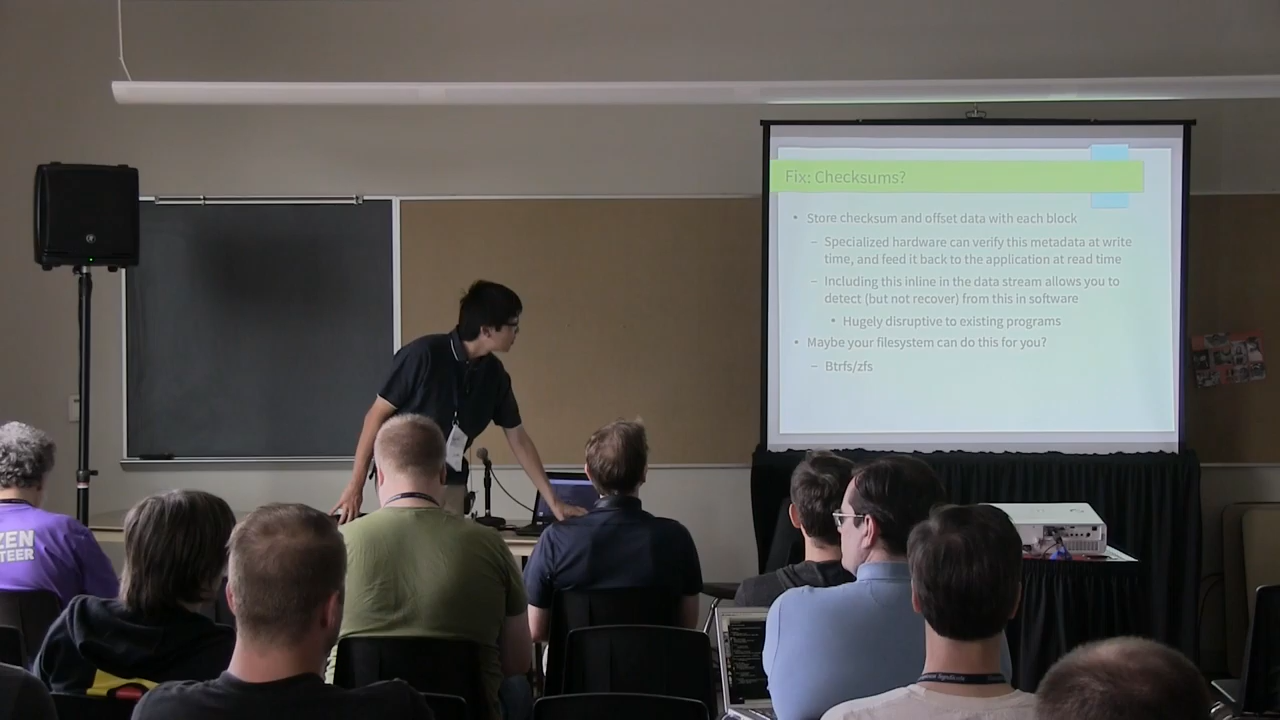 Fix: Checksums?
• Store checksum and offset data with each block
– Specialized hardware can verify this metadata at write
time, and feed it back to the application at read time
– Including this inline in the data stream allows you to
detect (but not recover) from this in software
• Hugely disruptive to existing programs
• Maybe your filesystem can do this for you?
– Btrfs/zfs
ZEN
TEER